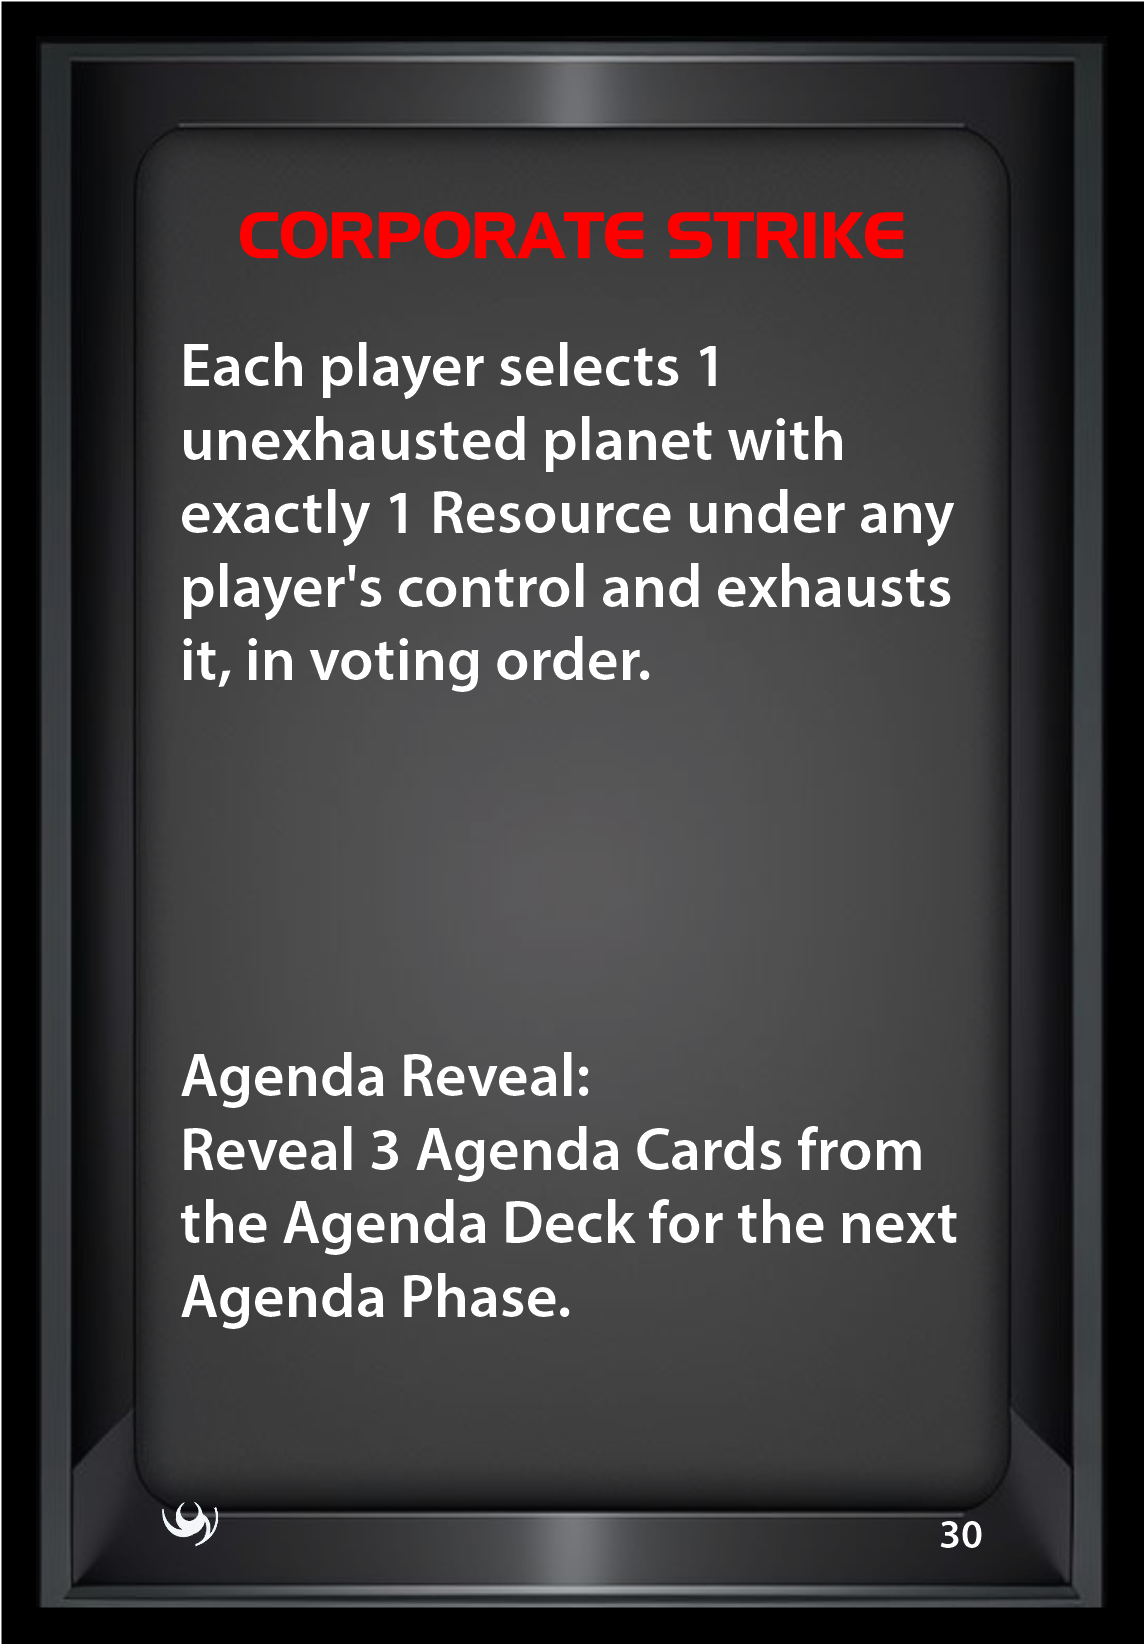 CORPORATE STRIKE
Each player selects 1
unexhausted planet with
exactly 1 Resource under any
player's control and exhausts
it, in voting order.
Agenda Reveal:
Reveal 3 Agenda Cards from
the Agenda Deck for the next
Agenda Phase.
30